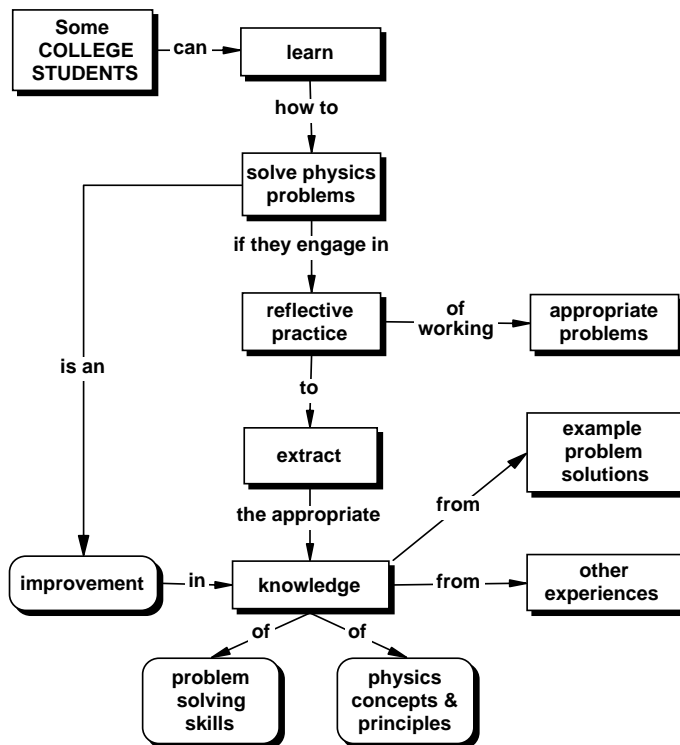 Some
COLLEGE
STUDENTS
can
learn
how to
solve physics
problems
if they engage in
reflective
practice
of
working
appropriate
problems
is an
to
extract
example
problem
solutions
the appropriate
from
improvement
in
knowledge
from
other
experiences
of
of
problem
solving
skills
physics
concepts &
principles